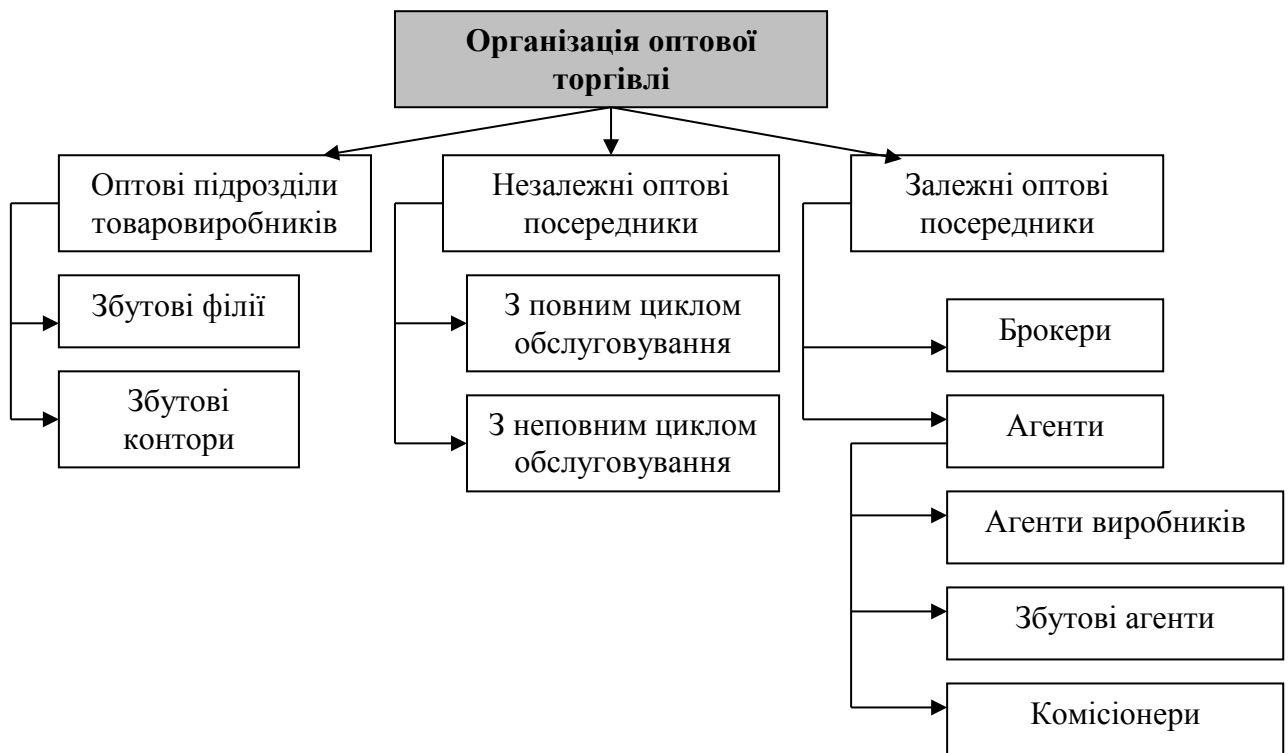 Організація оптової
торгівлі
Оптові підрозділи
товаровиробників
Збутові філії
Збутові
контори
Незалежні оптові
посередники
З повним циклом
обслуговування
З неповним циклом
обслуговування
Залежні оптові
посередники
Брокери
Агенти
Агенти виробників
Збутові агенти
Комісіонери